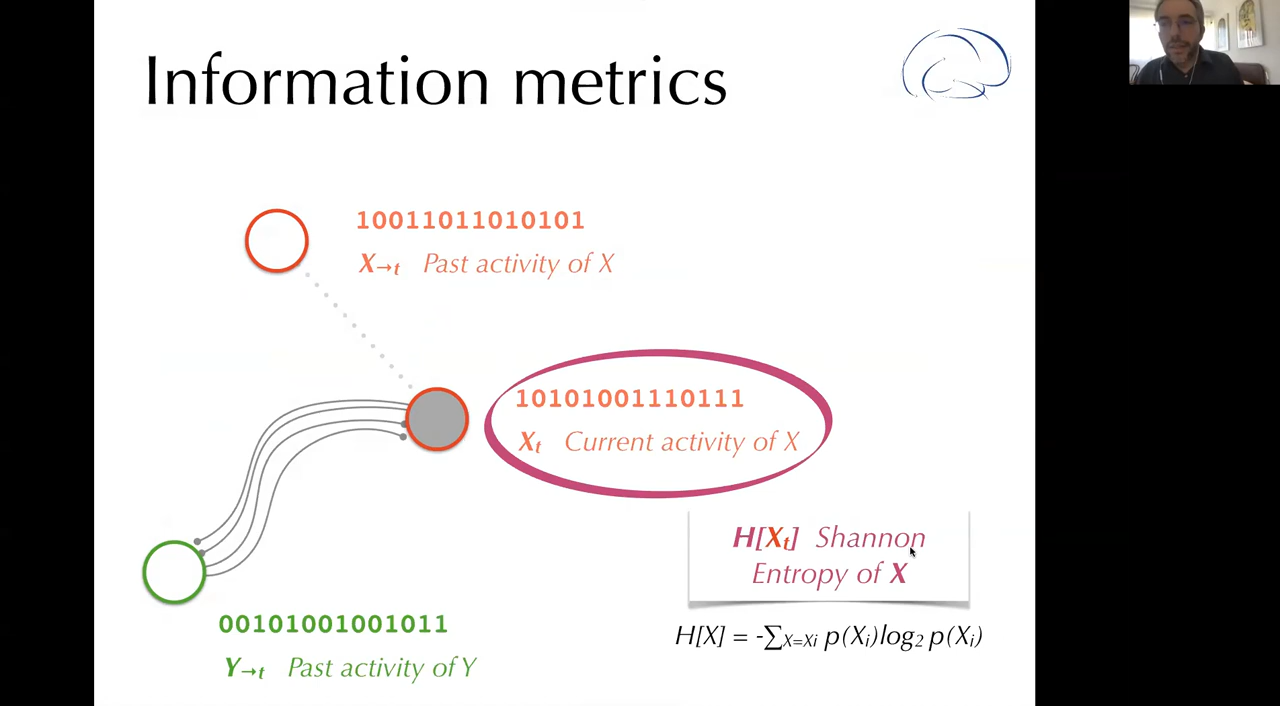 Information metrics
10011011010101
X→t Past activity of X
10101001110111
Xt Current activity of X
H[Xt] Shannon
Entropy of X
H[X] = -∑X=Xi p(Xi)log2 p(Xi)
00101001001011
Y→t Past activity of Y